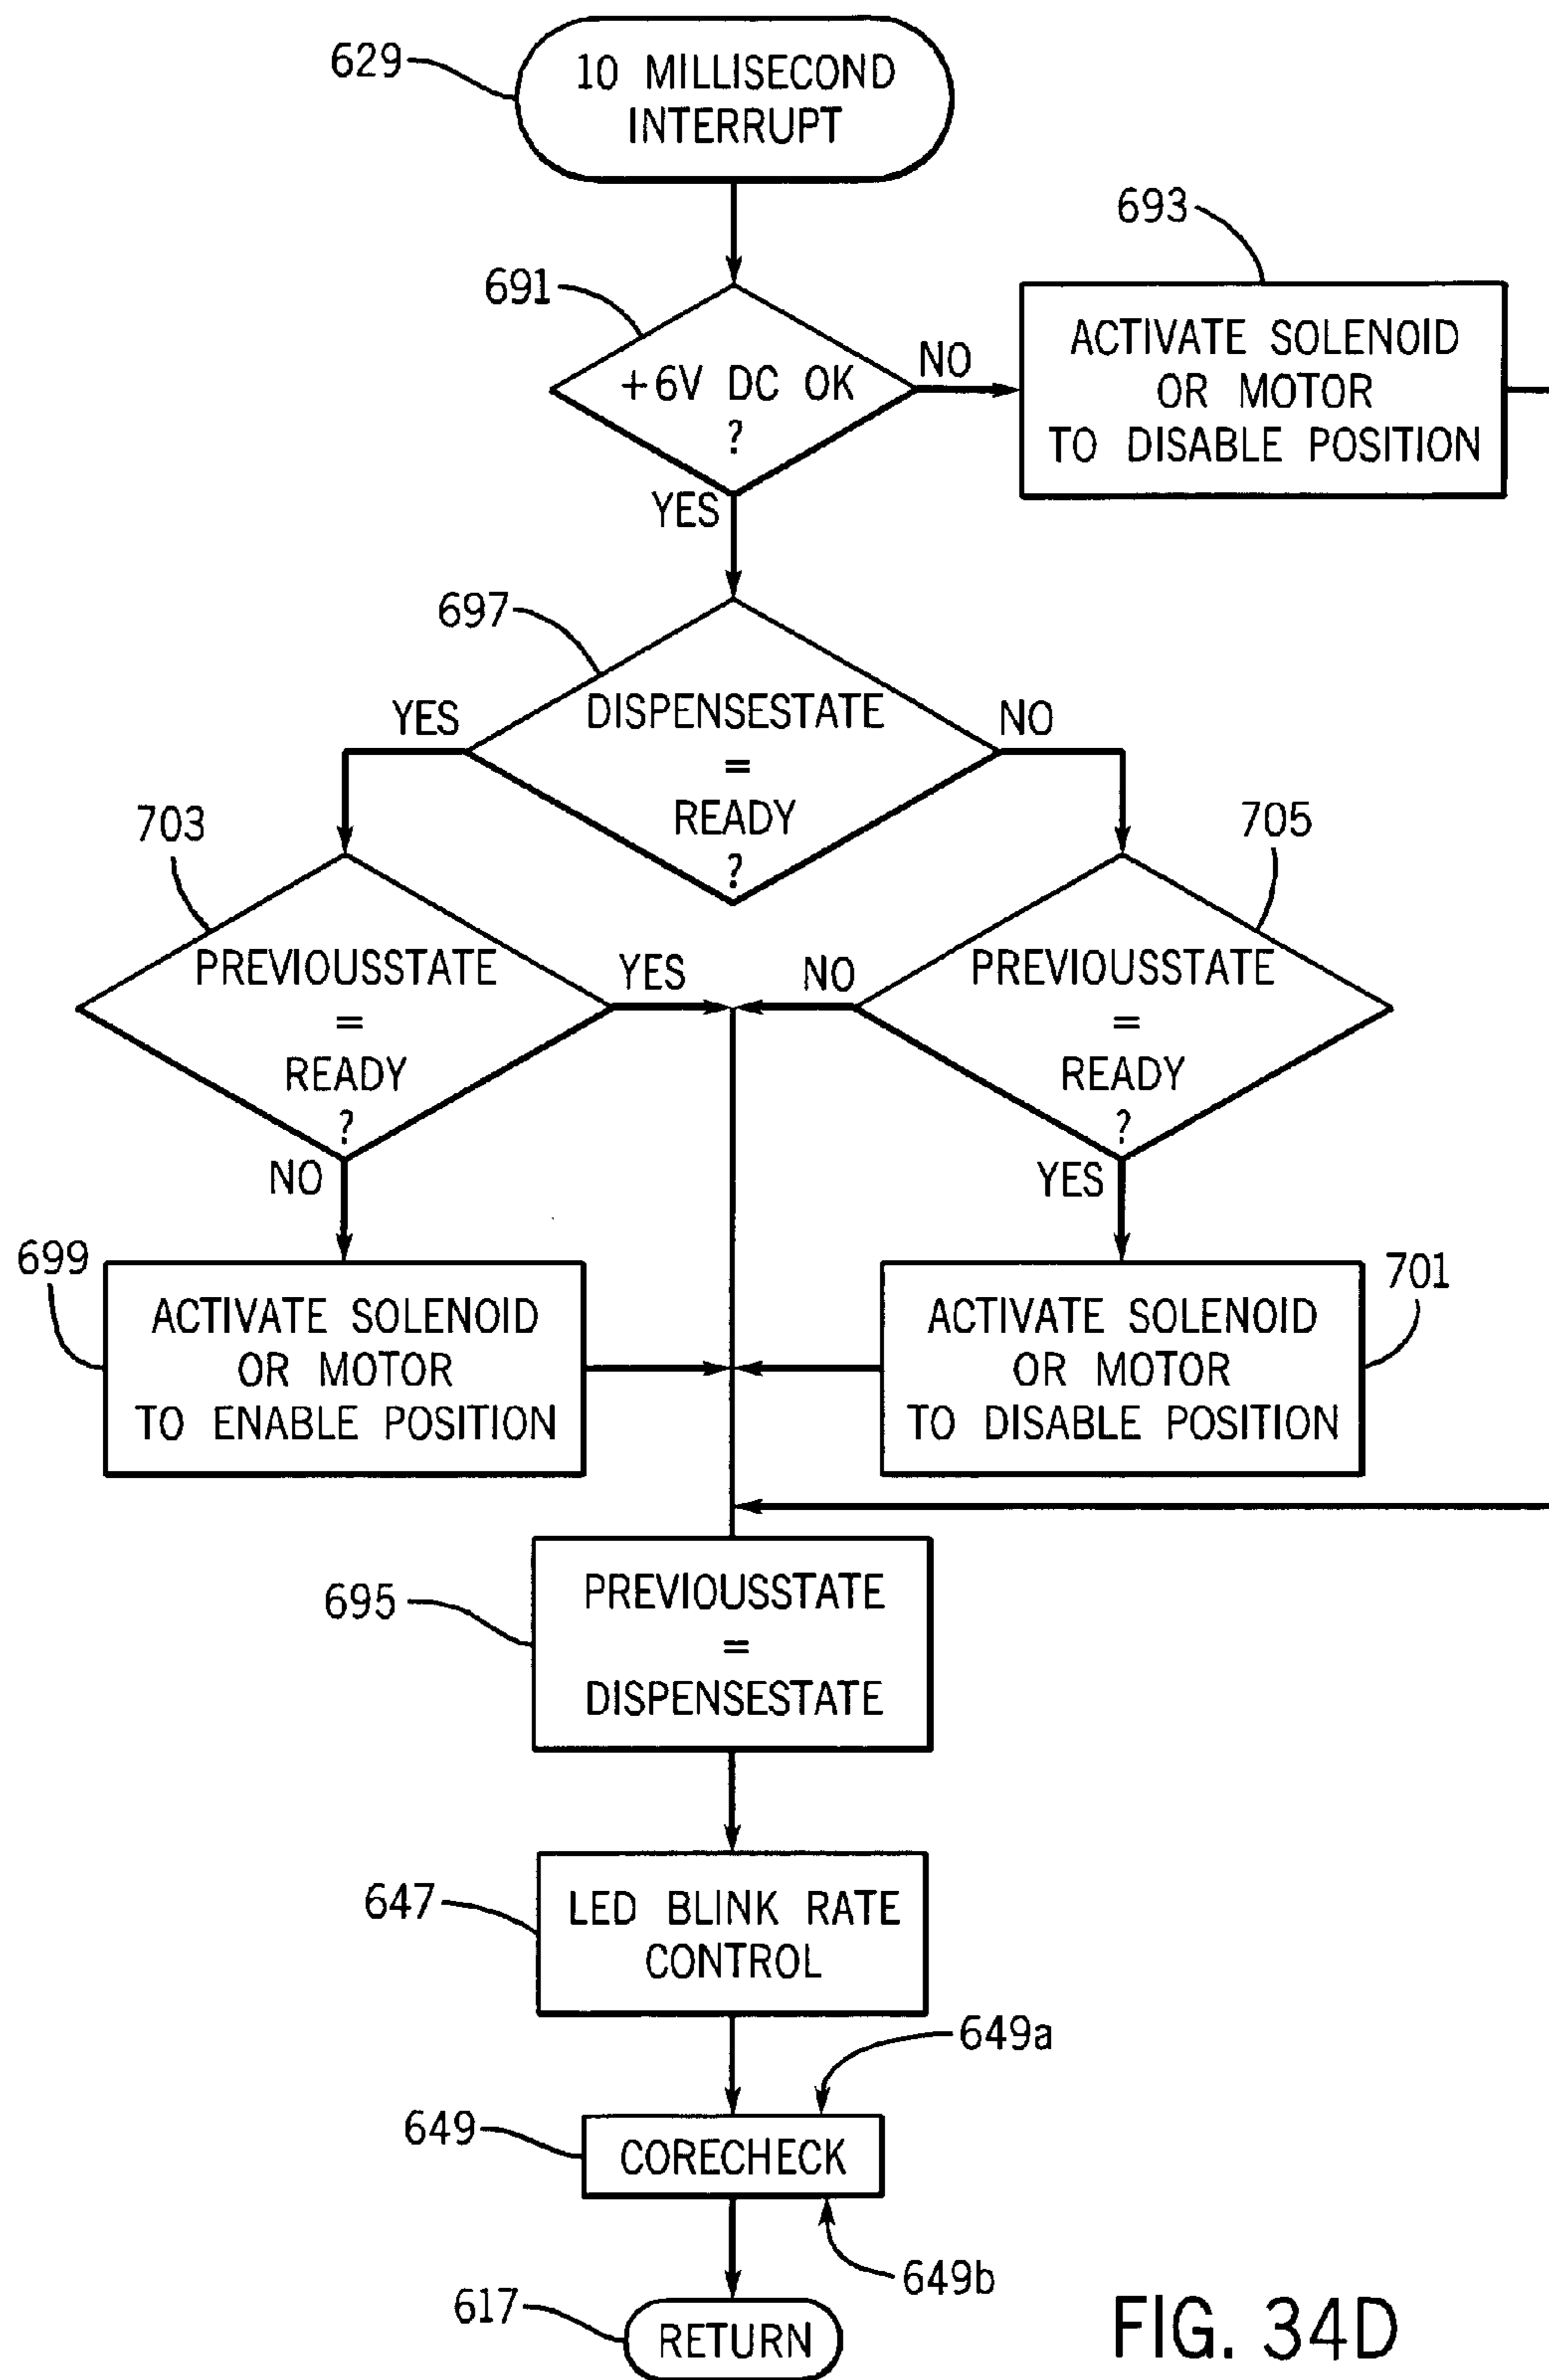 629
10 MILLISECOND
INTERRUPT
693
691
+6V DC OK
?
NO
ACTIVATE SOLENOID
OR MOTOR
TO DISABLE POSITION
YES
697
YES
DISPENSESTATE
=
READY
?
NO
703
705
PREVIOUSSTATE
=
READY
?
YES
NO
PREVIOUSSTATE
=
READY
?
NO
YES
699
ACTIVATE SOLENOID
OR MOTOR
TO ENABLE POSITION
ACTIVATE SOLENOID
OR MOTOR
TO DISABLE POSITION
701
695
PREVIOUSSTATE
=
DISPENSESTATE
647
LED BLINK RATE
CONTROL
649a
649
CORECHECK
649b
617
RETURN
FIG. 34D